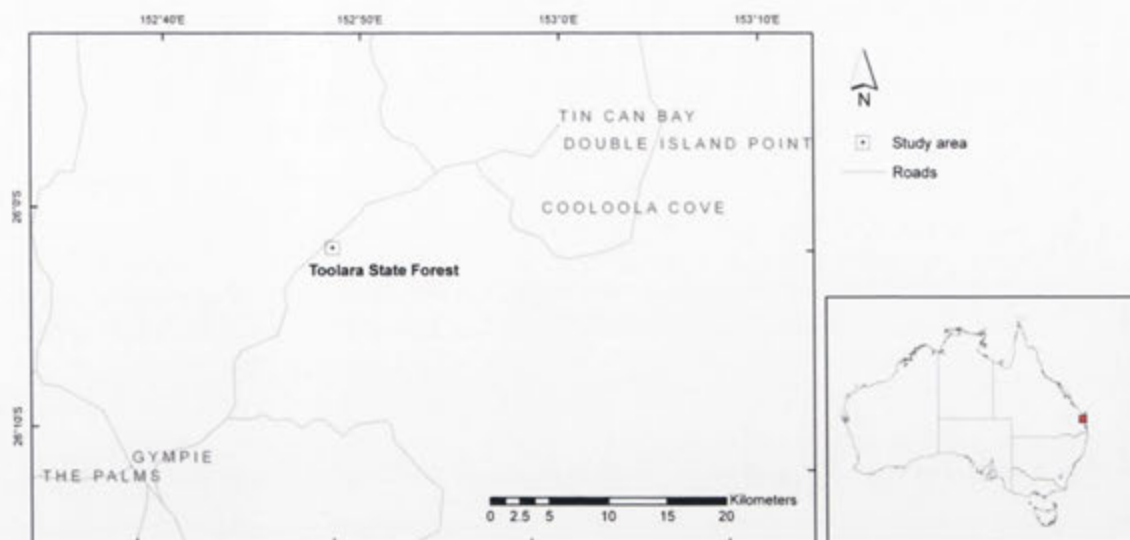 152°40'E 152°50'E 153°0'E 153°10'E
TIN CAN BAY
DOUBLE ISLAND POINT
N
Study area
Roads
26°0'S
COOLOOLA COVE
Toolara State Forest
26°10'S
GYMPIE
THE PALMS
Kilometers
0 2.5 5 10 15 20